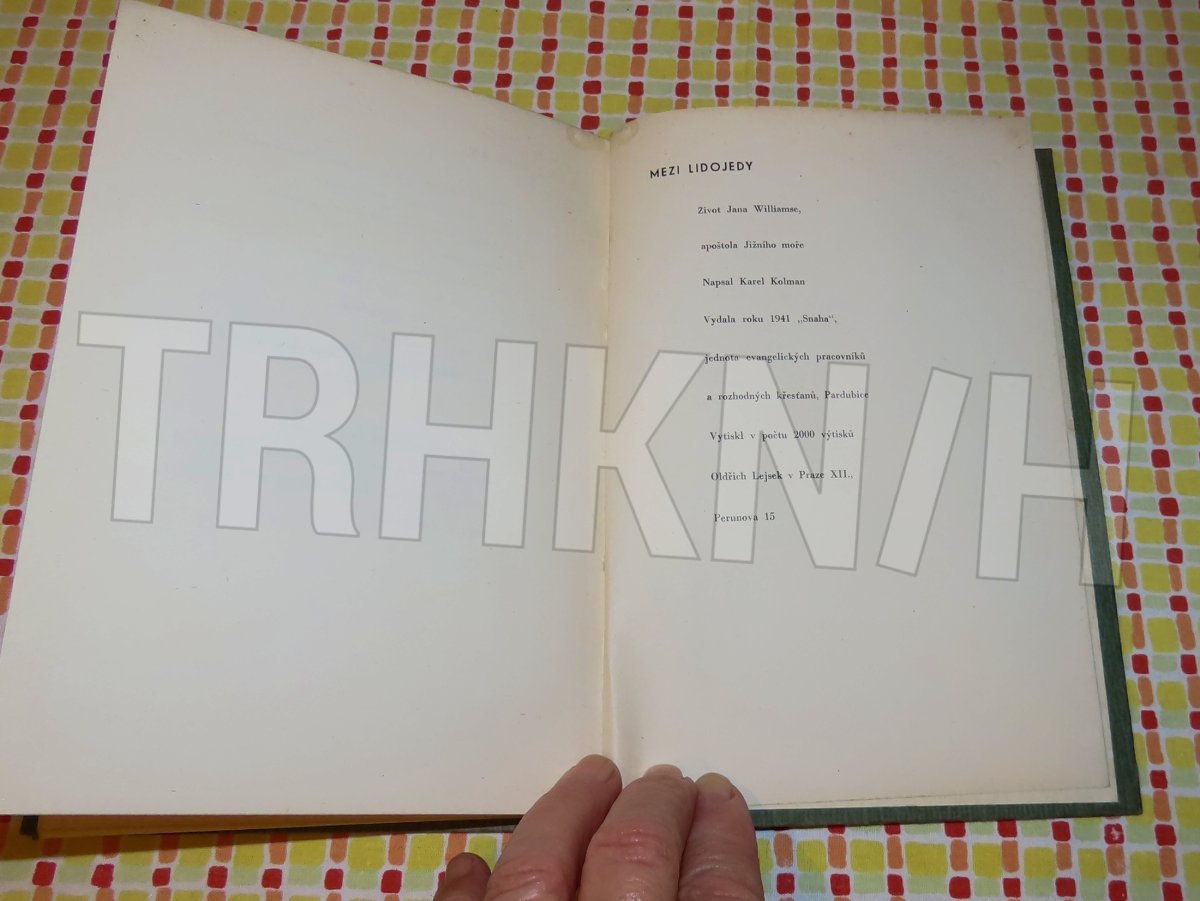 MEZI LIDOJEDY
Život Jana Williamse,
apoštola Jižního moře
Napsal Karel Kolman
Vydala roku 1941 „Snaha“,
jednota evangelických pracovníků
a rozhodných křesťanů, Pardubice
Vytiskl v počtu 2000 výtisků
Oldřich Lejsek v Praze XII.,
Perunova 15
TRHKN/H